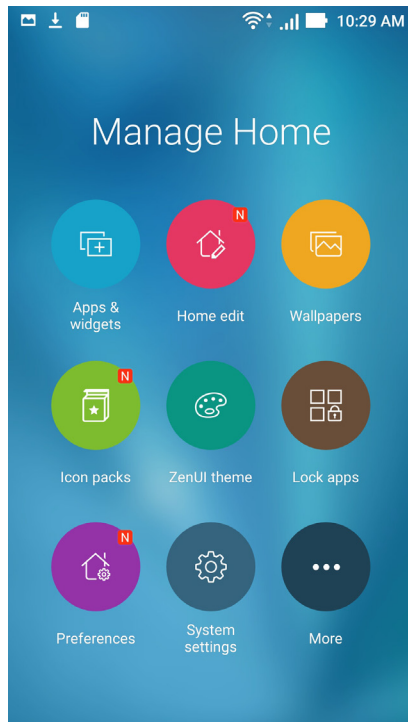 10:29 AM
Manage Home
N
Apps &
widgets
Home edit
Wallpapers
N
Icon packs
ZenUI theme
Lock apps
N
Preferences
System
settings
More